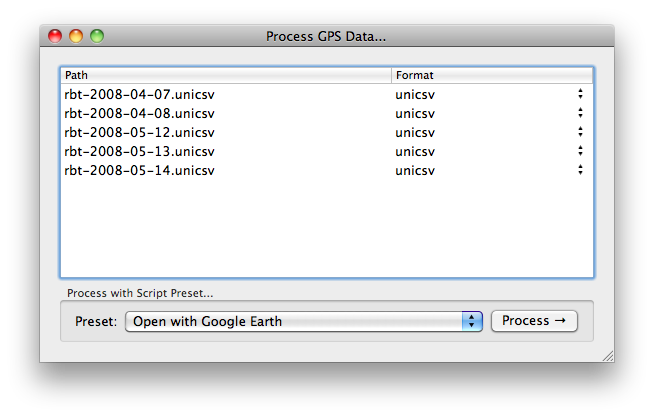 Process GPS Data...
Path Format
rbt-2008-04-07.unicsv unicsv
rbt-2008-04-08.unicsv unicsv
rbt-2008-05-12.unicsv unicsv
rbt-2008-05-13.unicsv unicsv
rbt-2008-05-14.unicsv unicsv
Process with Script Preset...
Preset: Open with Google Earth Process →